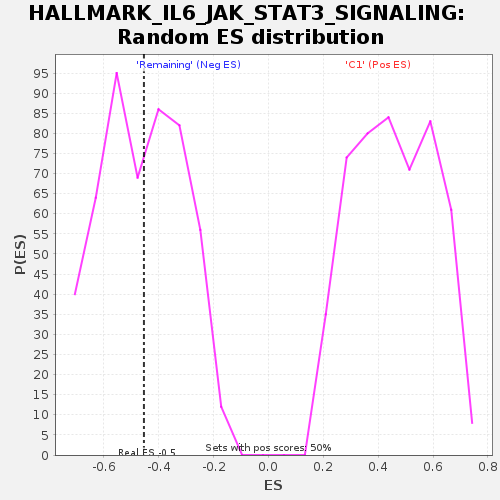 HALLMARK_IL6_JAK_STAT3_SIGNALING:
Random ES distribution
'Remaining' (Neg ES)
'C1' (Pos ES)
95
90
85
80
75
70
65
60
55
50
45
40
35
30
25
20
15
10
5
0
P(ES)
Real ES -0.5
Sets with pos scores: 50%
-0.6 -0.4 -0.2 0.0 0.2 0.4 0.6 0.8
ES